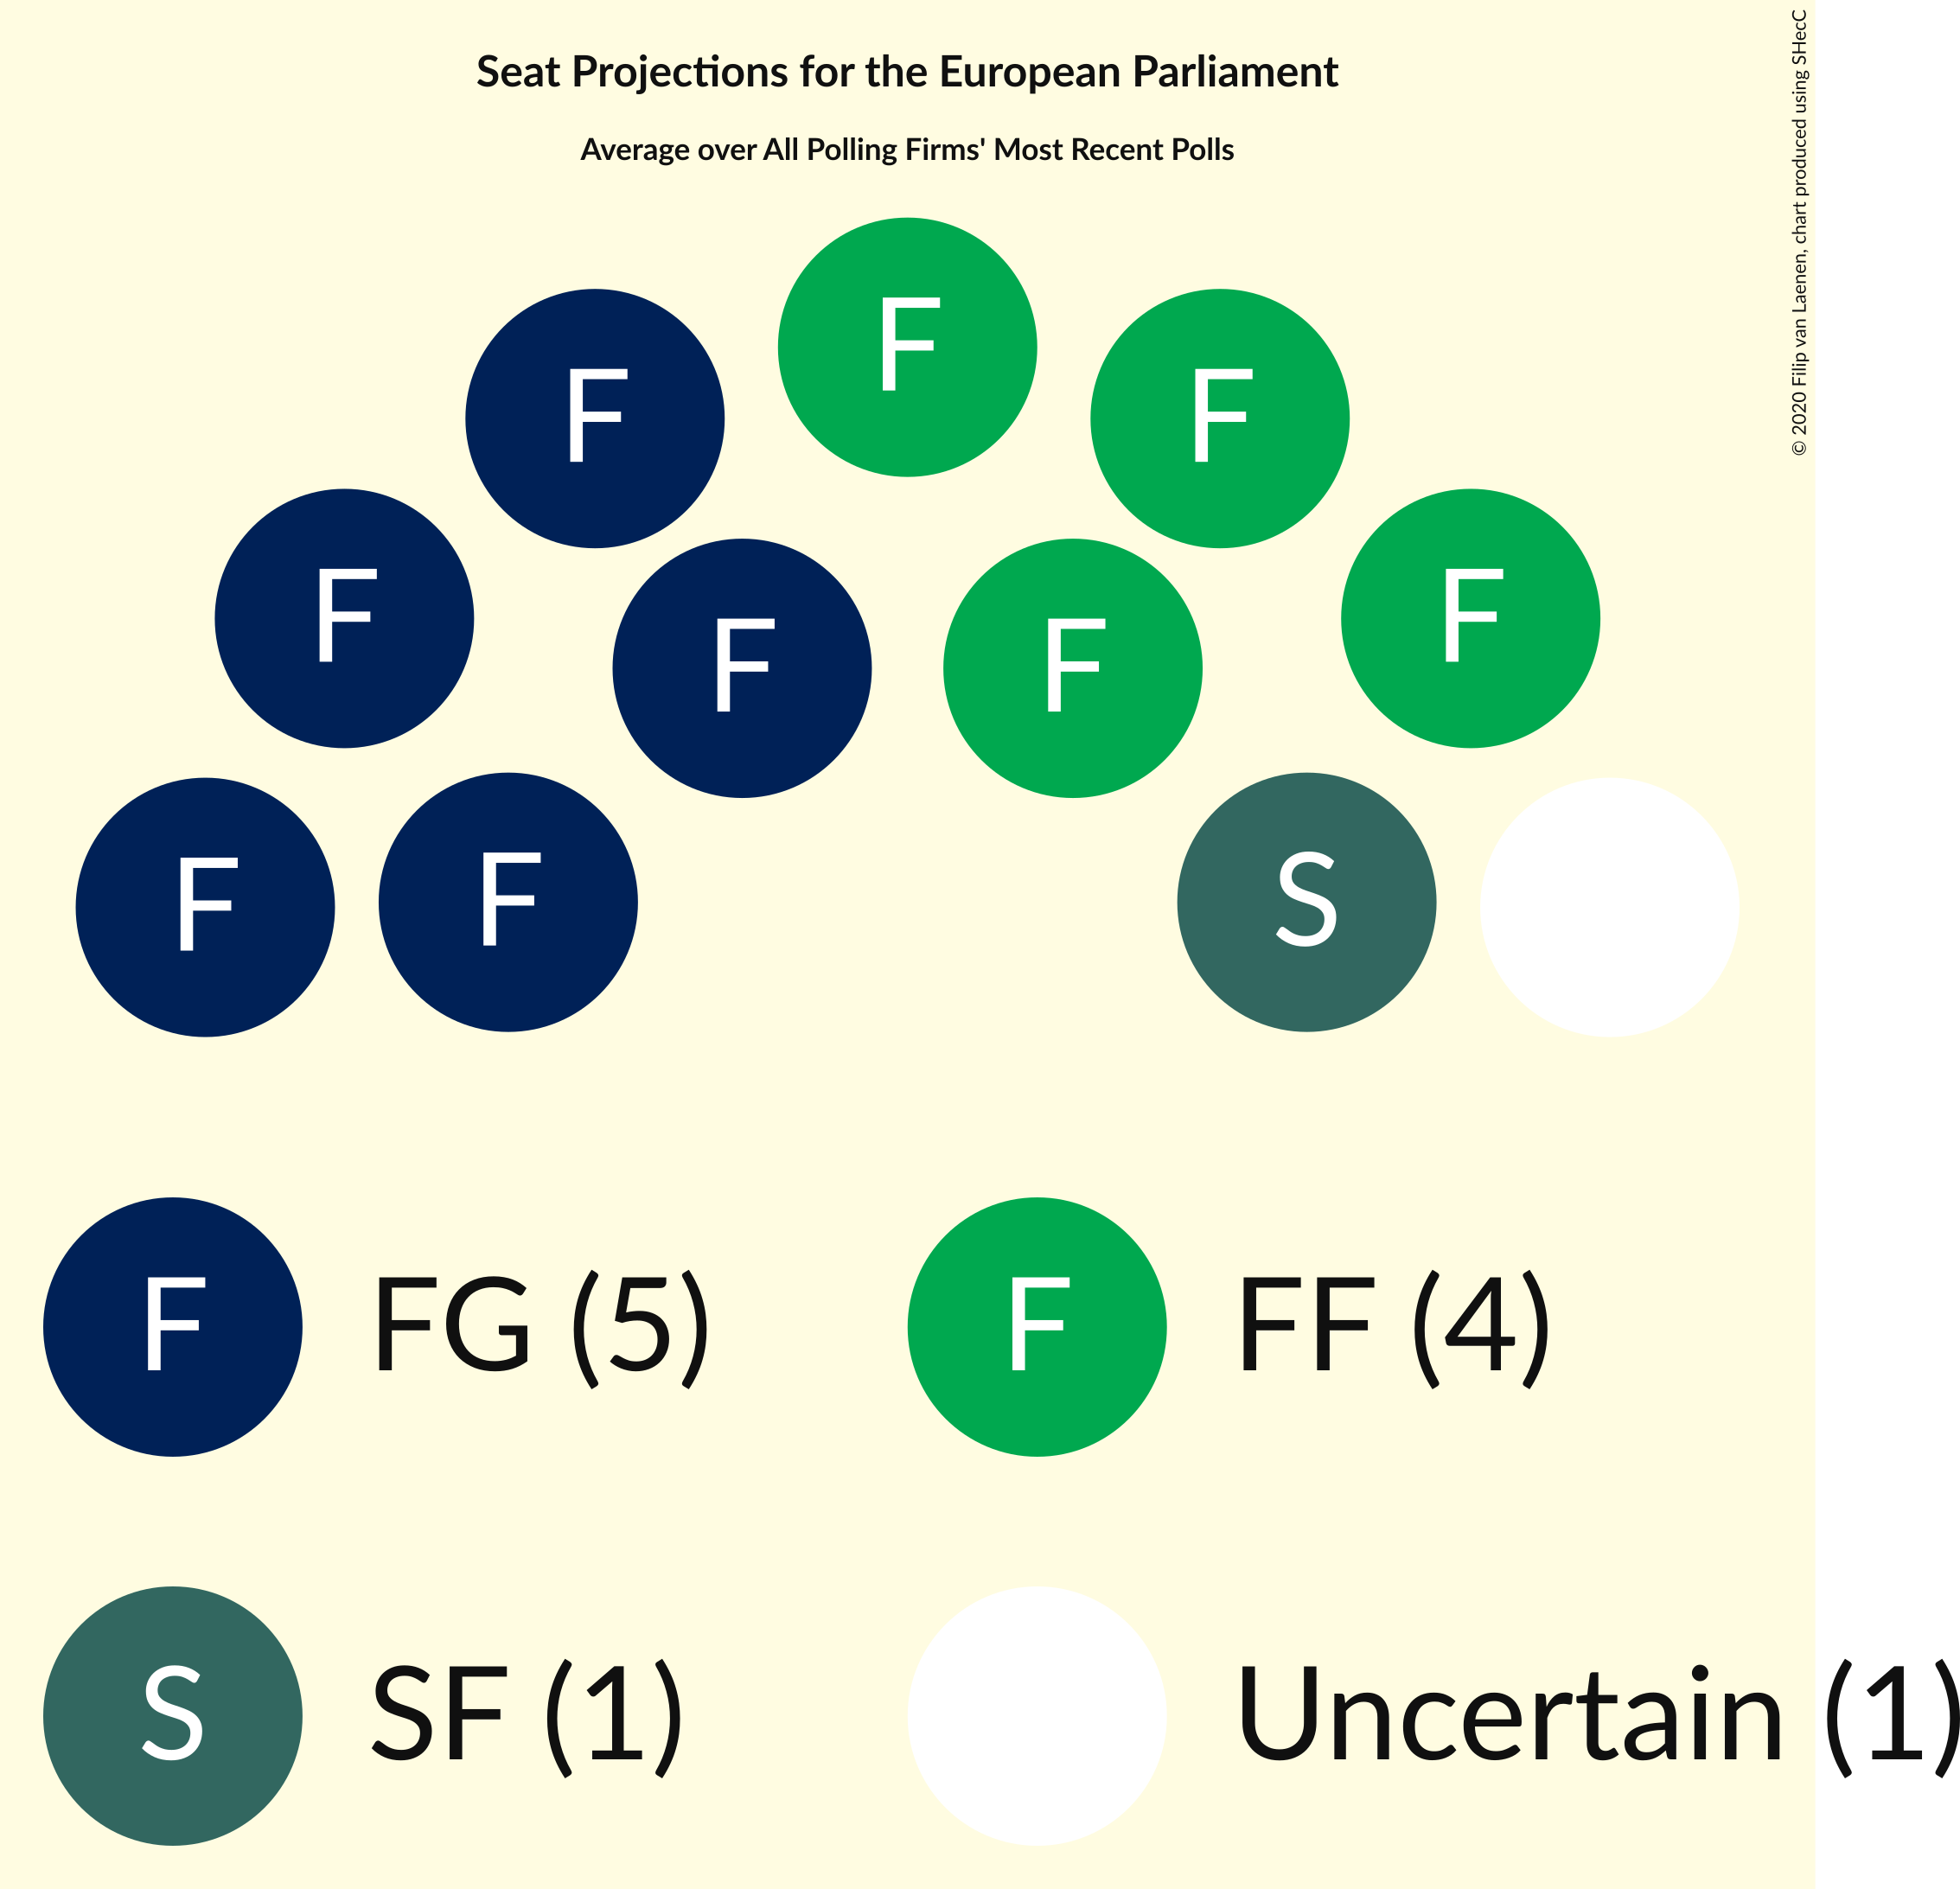 Seat Projections for the European Parliament
Average over All Polling Firms' Most Recent Polls
© 2020 Filip van Laenen, chart produced using SHecC
F
F
F
F
F
F
F
F
F
S
F FG (5)
F FF (4)
S SF (1)
Uncertain (1)